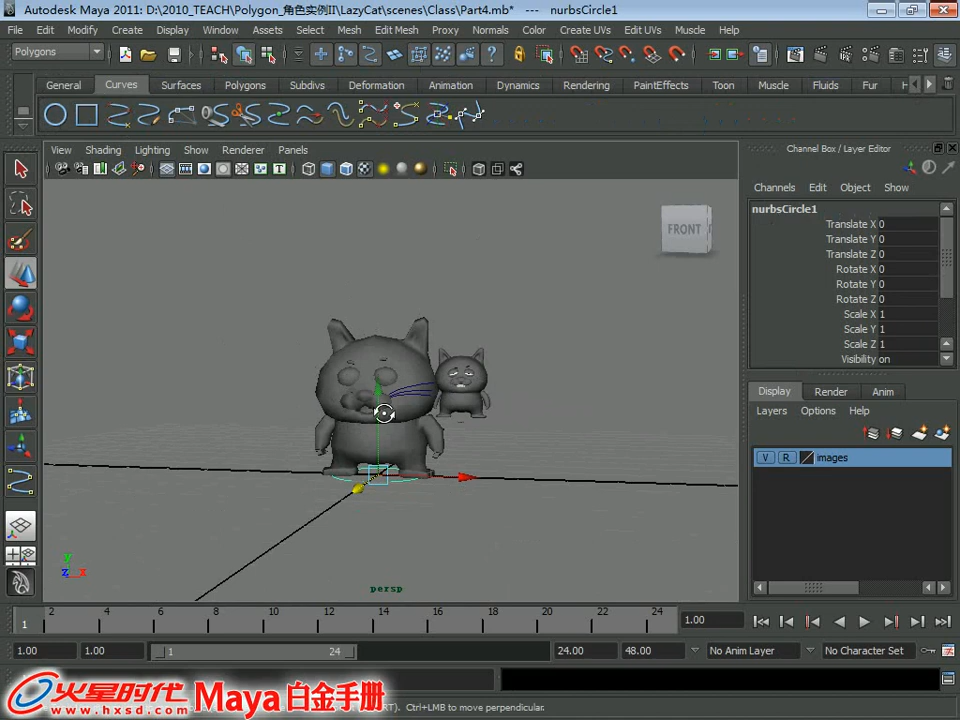 Autodesk Maya 2011: D:\2010_TEACH\Polygon_角色实例II\LazyCat\scenes\Class\Part4.mb* --- nurbsCircle1
File Edit Modify Create Display Window Assets Select Mesh Edit Mesh Proxy Normals Color Create UVs Edit UVs Muscle Help
Polygons
General Curves Surfaces Polygons Subdivs Deformation Animation Dynamics Rendering PaintEffects Toon Muscle Fluids Fur
View Shading Lighting Show Renderer Panels
FRONT
persp
Channel Box / Layer Editor
Channels Edit Object Show
nurbsCircle1
Translate X 0
Translate Y 0
Translate Z 0
Rotate X 0
Rotate Y 0
Rotate Z 0
Scale X 1
Scale Y 1
Scale Z 1
Visibility on
Display Render Anim
Layers Options Help
V R images
2 4 6 8 10 12 14 16 18 20 22 24
1
1.00
1.00 1.00 1 24 24.00 48.00 No Anim Layer No Character Set
火星时代 Maya 白金手册
www.hxsd.com
Ctrl+LMB to move perpendicular.